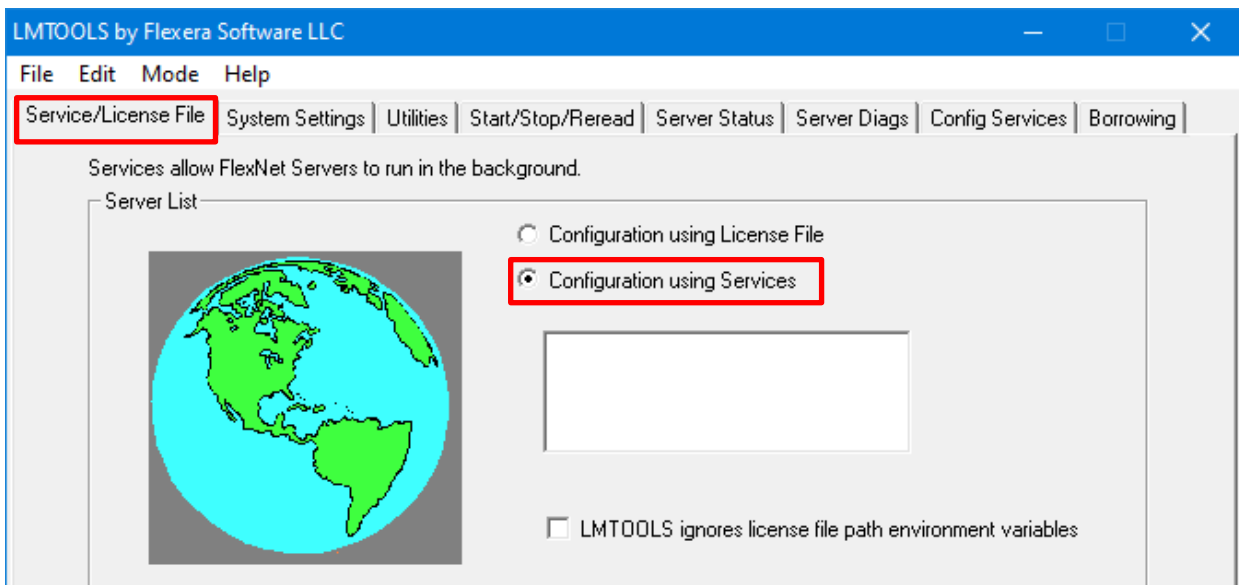 LMTOOLS by Flexera Software LLC
File Edit Mode Help
Service/License File System Settings Utilities Start/Stop/Reread Server Status Server Diags Config Services Borrowing
Services allow FlexNet Servers to run in the background.
Server List
Configuration using License File
Configuration using Services
LMTOOLS ignores license file path environment variables